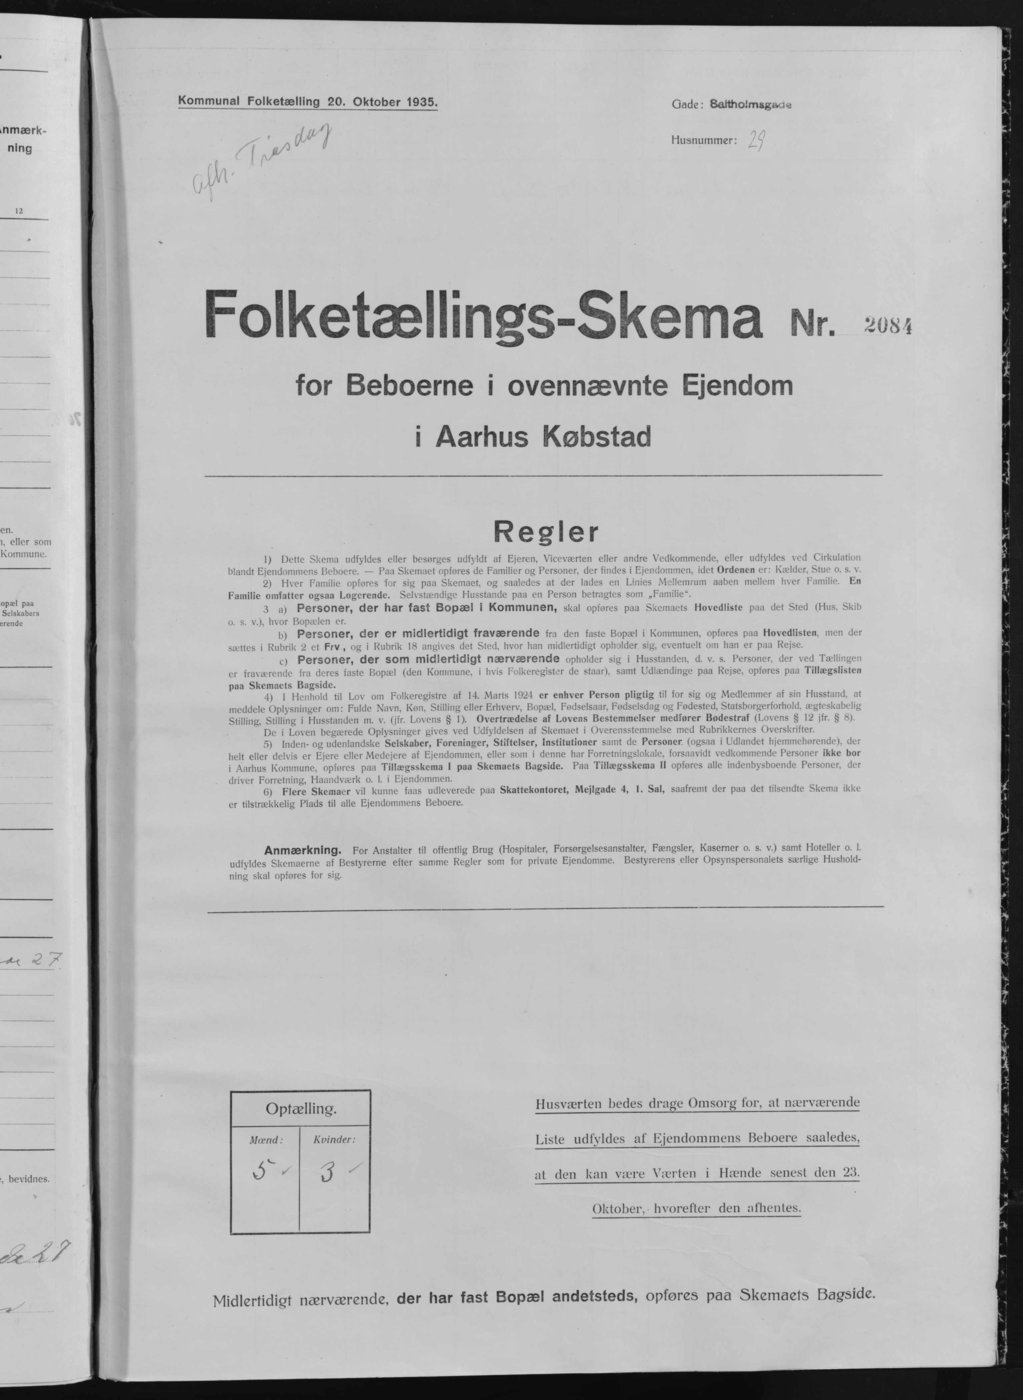 nmærk-
ning
12
en.
, eller som
Kommune.
opæl paa
Selskabers
erende
27
, bevidnes.
de 27
Kommunal Folketælling 20. Oktober 1935.
Gade: Saltholmsgade
Husnummer: 29
afh. Tirsdag
Folketællings-Skema Nr. 2084
for Beboerne i ovennævnte Ejendom
i Aarhus Købstad
Regler
1) Dette Skema udfyldes eller besørges udfyldt af Ejeren, Viceværten eller andre Vedkommende, eller udfyldes ved Cirkulation
blandt Ejendommens Beboere. — Paa Skemaet opføres de Familier og Personer, der findes i Ejendommen, idet Ordenen er: Kælder, Stue o. s. v.
2) Hver Familie opføres for sig paa Skemaet, og saaledes at der lades en Linies Mellemrum aaben mellem hver Familie. En
Familie omfatter ogsaa Logerende. Selvstændige Husstande paa en Person betragtes som „Familie“.
3 a) Personer, der har fast Bopæl i Kommunen, skal opføres paa Skemaets Hovedliste paa det Sted (Hus, Skib
o. s. v.), hvor Bopælen er.
b) Personer, der er midlertidigt fraværende fra den faste Bopæl i Kommunen, opføres paa Hovedlisten, men der
sættes i Rubrik 2 et Frv., og i Rubrik 18 angives det Sted, hvor han midlertidigt opholder sig, eventuelt om han er paa Rejse.
c) Personer, der som midlertidigt nærværende opholder sig i Husstanden, d. v. s. Personer, der ved Tællingen
er fraværende fra deres faste Bopæl (den Kommune, i hvis Folkeregister de staar), samt Udlændinge paa Rejse, opføres paa Tillægslisten
paa Skemaets Bagside.
4) I Henhold til Lov om Folkeregistre af 14. Marts 1924 er enhver Person pligtig til for sig og Medlemmer af sin Husstand, at
meddele Oplysninger om: Fulde Navn, Køn, Stilling eller Erhverv, Bopæl, Fødselsaar, Fødselsdag og Fødested, Statsborgerforhold, ægteskabelig
Stilling, Stilling i Husstanden m. v. (jfr. Lovens § 1). Overtrædelse af Lovens Bestemmelser medfører Bødestraf (Lovens § 12 jfr. § 8).
De i Loven begærede Oplysninger gives ved Udfyldelsen af Skemaet i Overensstemmelse med Rubrikkernes Overskrifter.
5) Inden- og udenlandske Selskaber, Foreninger, Stiftelser, Institutioner samt de Personer (ogsaa i Udlandet hjemmehørende), der
helt eller delvis er Ejere eller Medejere af Ejendommen, eller som i denne har Forretningslokale, forsaavidt vedkommende Personer ikke bor
i Aarhus Kommune, opføres paa Tillægsskema I paa Skemaets Bagside. Paa Tillægsskema II opføres alle indenbysboende Personer, der
driver Forretning, Haandværk o. l. i Ejendommen.
6) Flere Skemaer vil kunne faas udleverede paa Skattekontoret, Mejlgade 4, 1. Sal, saafremt der paa det tilsendte Skema ikke
er tilstrækkelig Plads til alle Ejendommens Beboere.
Anmærkning. For Anstalter til offentlig Brug (Hospitaler, Forsørgelsesanstalter, Fængsler, Kaserner o. s. v.) samt Hoteller o. l.
udfyldes Skemaerne af Bestyrerne efter samme Regler som for private Ejendomme. Bestyrerens eller Opsynspersonalets særlige Hushold-
ning skal opføres for sig.
Optælling.
Mænd: Kvinder:
5 3
Husværten bedes drage Omsorg for, at nærværende
Liste udfyldes af Ejendommens Beboere saaledes,
at den kan være Værten i Hænde senest den 23.
Oktober, hvorefter den afhentes.
Midlertidigt nærværende, der har fast Bopæl andetsteds, opføres paa Skemaets Bagside.